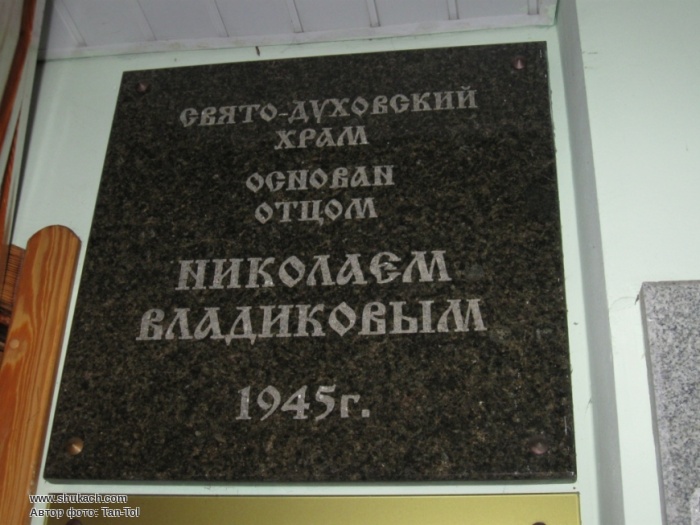 СВЯТО-ДУХОВСКИЙ
ХРАМ
ОСНОВАН
ОТЦОМ
НИКОЛАЕМ
ВЛАДИКОВЫМ
1945г.
www.shukach.com
Автор фото: Tan-Tol